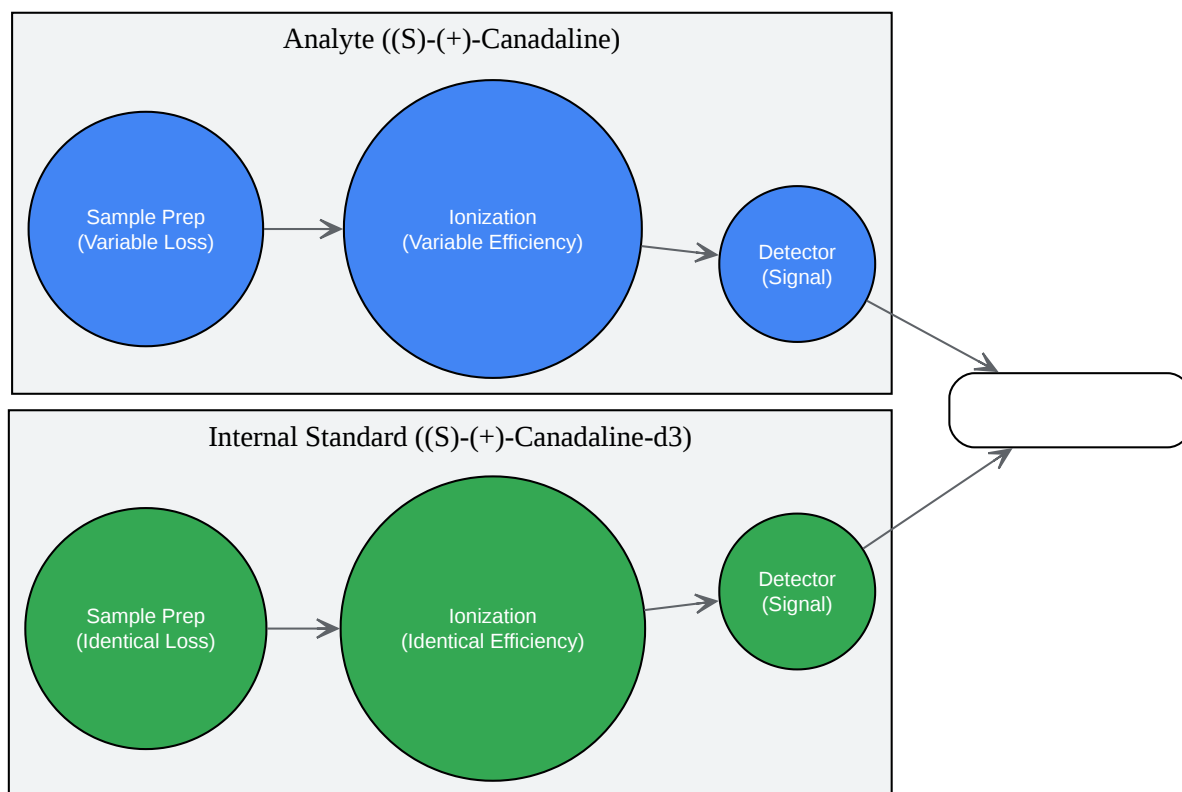 Analyte ((S)-(+)-Canadaline)
Sample Prep
(Variable Loss)
Ionization
(Variable Efficiency)
Detector
(Signal)
Internal Standard ((S)-(+)-Canadaline-d3)
Sample Prep
(Identical Loss)
Ionization
(Identical Efficiency)
Detector
(Signal)